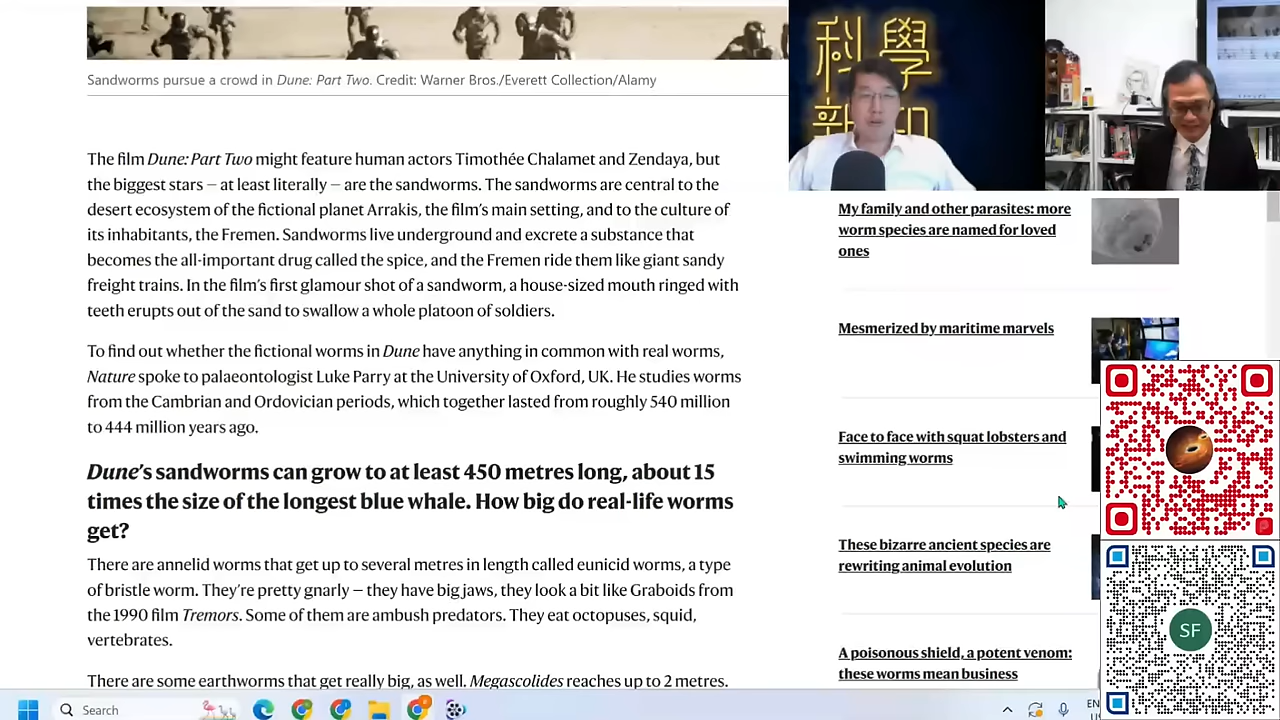 Sandworms pursue a crowd in Dune: Part Two. Credit: Warner Bros./Everett Collection/Alamy
The film Dune: Part Two might feature human actors Timothée Chalamet and Zendaya, but
the biggest stars — at least literally — are the sandworms. The sandworms are central to the
desert ecosystem of the fictional planet Arrakis, the film's main setting, and to the culture of
its inhabitants, the Fremen. Sandworms live underground and excrete a substance that
becomes the all-important drug called the spice, and the Fremen ride them like giant sandy
freight trains. In the film's first glamour shot of a sandworm, a house-sized mouth ringed with
teeth erupts out of the sand to swallow a whole platoon of soldiers.
To find out whether the fictional worms in Dune have anything in common with real worms,
Nature spoke to palaeontologist Luke Parry at the University of Oxford, UK. He studies worms
from the Cambrian and Ordovician periods, which together lasted from roughly 540 million
to 444 million years ago.
Dune's sandworms can grow to at least 450 metres long, about 15
times the size of the longest blue whale. How big do real-life worms
get?
There are annelid worms that get up to several metres in length called eunicid worms, a type
of bristle worm. They're pretty gnarly — they have big jaws, they look a bit like Graboids from
the 1990 film Tremors. Some of them are ambush predators. They eat octopuses, squid,
vertebrates.
There are some earthworms that get really big, as well. Megascolides reaches up to 2 metres.
科學
My family and other parasites: more
worm species are named for loved
ones
Mesmerized by maritime marvels
Face to face with squat lobsters and
swimming worms
These bizarre ancient species are
rewriting animal evolution
A poisonous shield, a potent venom:
these worms mean business
SF
Search